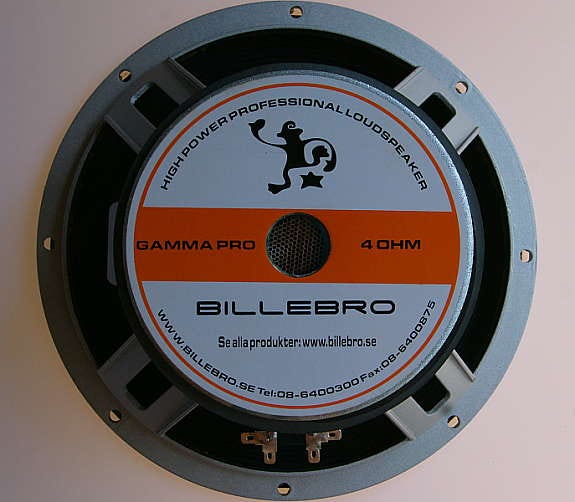 HIGH POWER PROFESSIONAL LOUDSPEAKER
GAMMA PRO 4 OHM
BILLEBRO
Se alla produkter: www.billebro.se
WWW.BILLEBRO.SE Tel:08-6400300 Fax:08-6400875